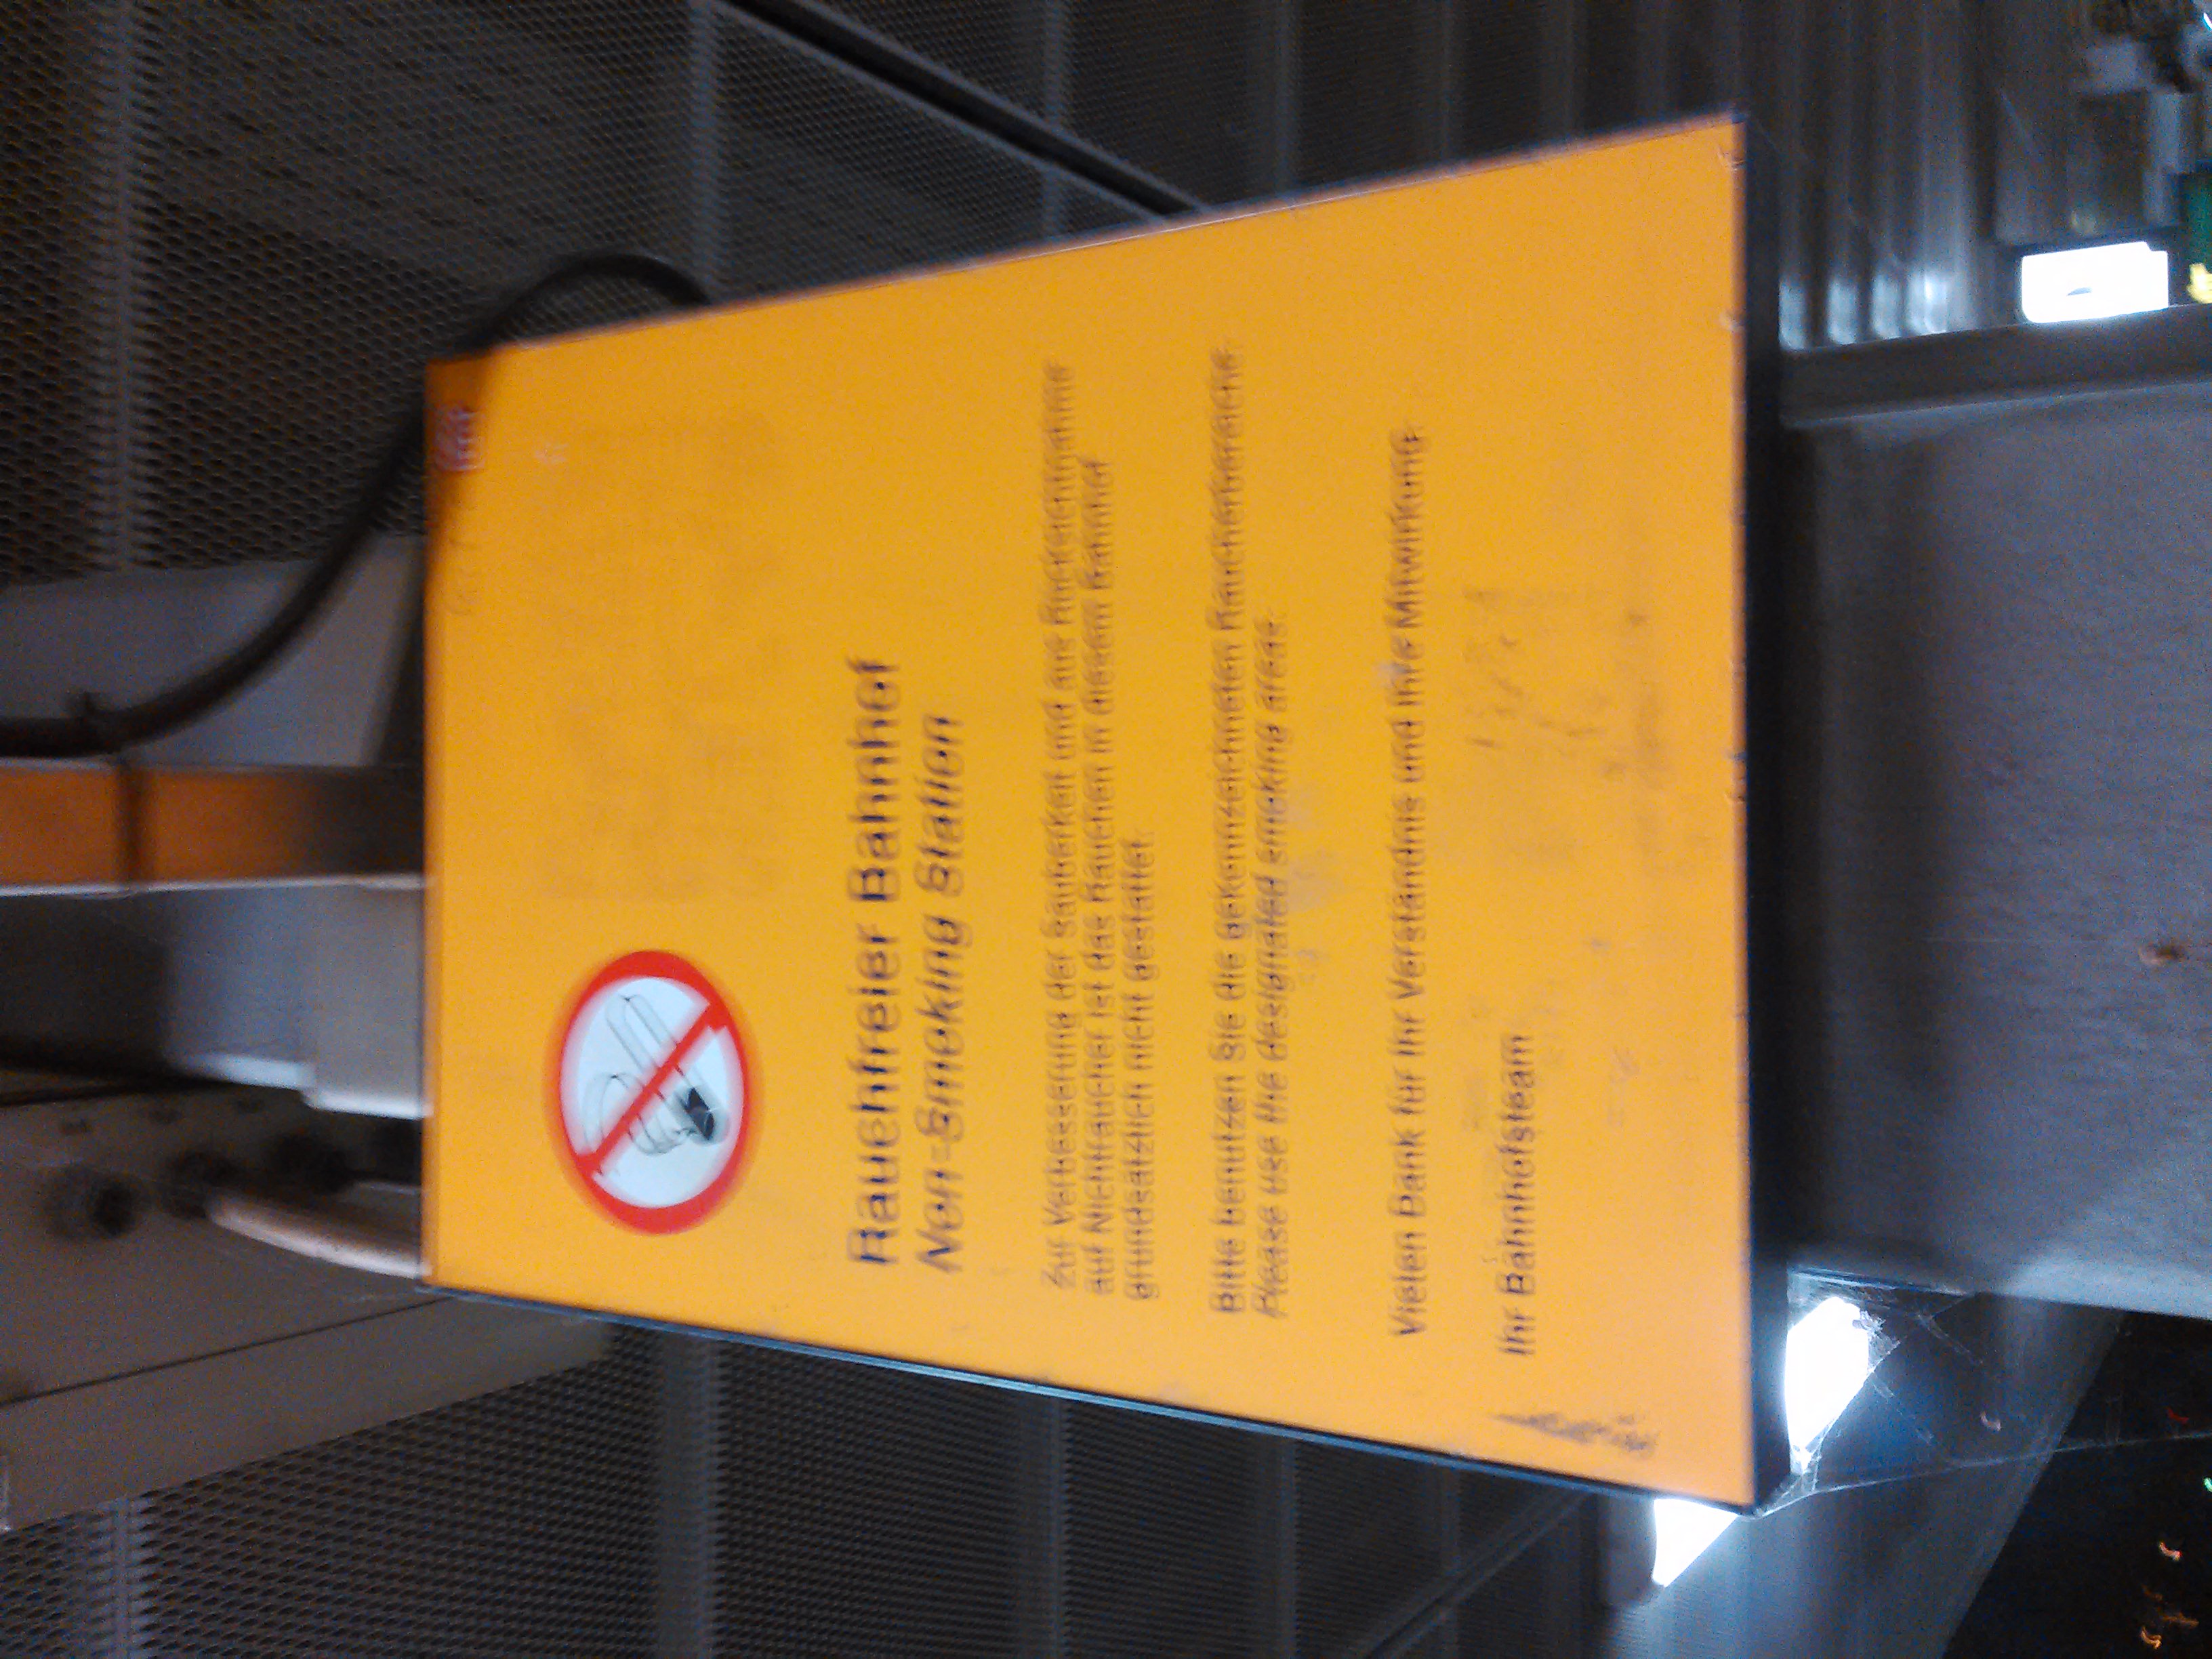 Rauchfreier Bahnhof
Non-Smoking Station
Zur Verbesserung der Sauberkeit und aus Rücksichtnahme
auf Nichtraucher ist das Rauchen in diesem Bahnhof
grundsätzlich nicht gestattet.
Bitte benutzen Sie die gekennzeichneten Raucherbereiche.
Please use the designated smoking areas.
Vielen Dank für Ihr Verständnis und Ihre Mitwirkung.
Ihr Bahnhofsteam